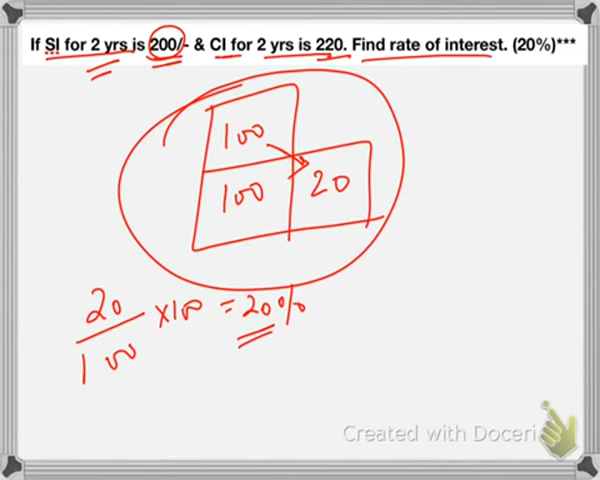 If SI for 2 yrs is 200/- & CI for 2 yrs is 220. Find rate of interest. (20%)***
100
100 20
20/100 x100 = 20%
Created with Doceri